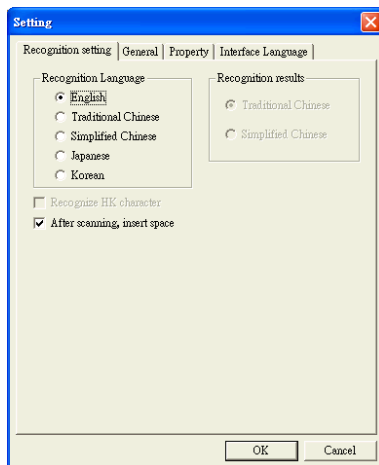 Setting
Recognition setting General Property Interface Language
Recognition Language
English
Traditional Chinese
Simplified Chinese
Japanese
Korean
Recognition results
Traditional Chinese
Simplified Chinese
Recognize HK character
After scanning, insert space
OK Cancel